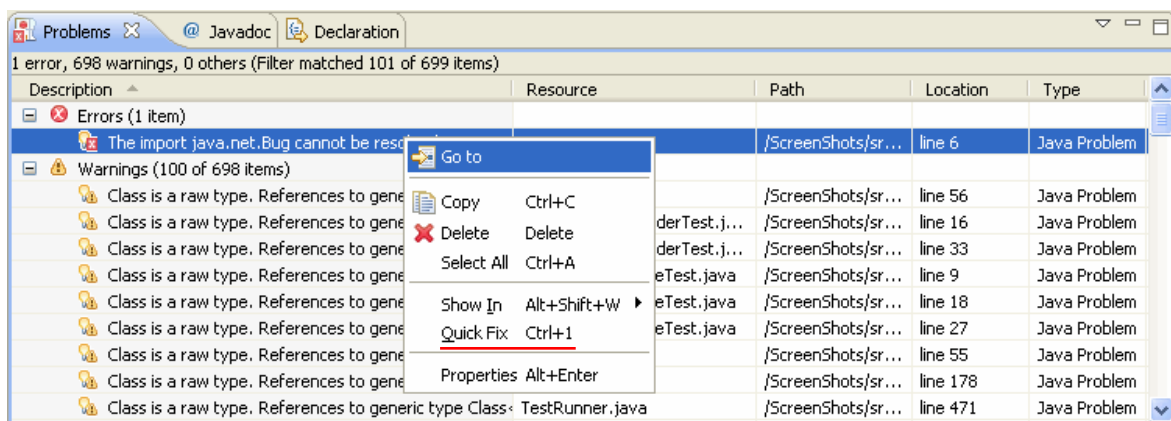 Problems @ Javadoc Declaration
1 error, 698 warnings, 0 others (Filter matched 101 of 699 items)
Description Resource Path Location Type
Errors (1 item)
The import java.net.Bug cannot be reso /ScreenShots/sr... line 6 Java Problem
Go to
Warnings (100 of 698 items)
Class is a raw type. References to gene /ScreenShots/sr... line 56 Java Problem
Copy Ctrl+C
Class is a raw type. References to gene derTest.j... /ScreenShots/sr... line 16 Java Problem
Delete Delete
Class is a raw type. References to gene derTest.j... /ScreenShots/sr... line 33 Java Problem
Select All Ctrl+A
Class is a raw type. References to gene eTest.java /ScreenShots/sr... line 9 Java Problem
Class is a raw type. References to gene eTest.java /ScreenShots/sr... line 18 Java Problem
Show In Alt+Shift+W
Class is a raw type. References to gene eTest.java /ScreenShots/sr... line 27 Java Problem
Quick Fix Ctrl+1
Class is a raw type. References to gene /ScreenShots/sr... line 55 Java Problem
Class is a raw type. References to gene /ScreenShots/sr... line 178 Java Problem
Properties Alt+Enter
Class is a raw type. References to generic type Class< TestRunner.java /ScreenShots/sr... line 471 Java Problem